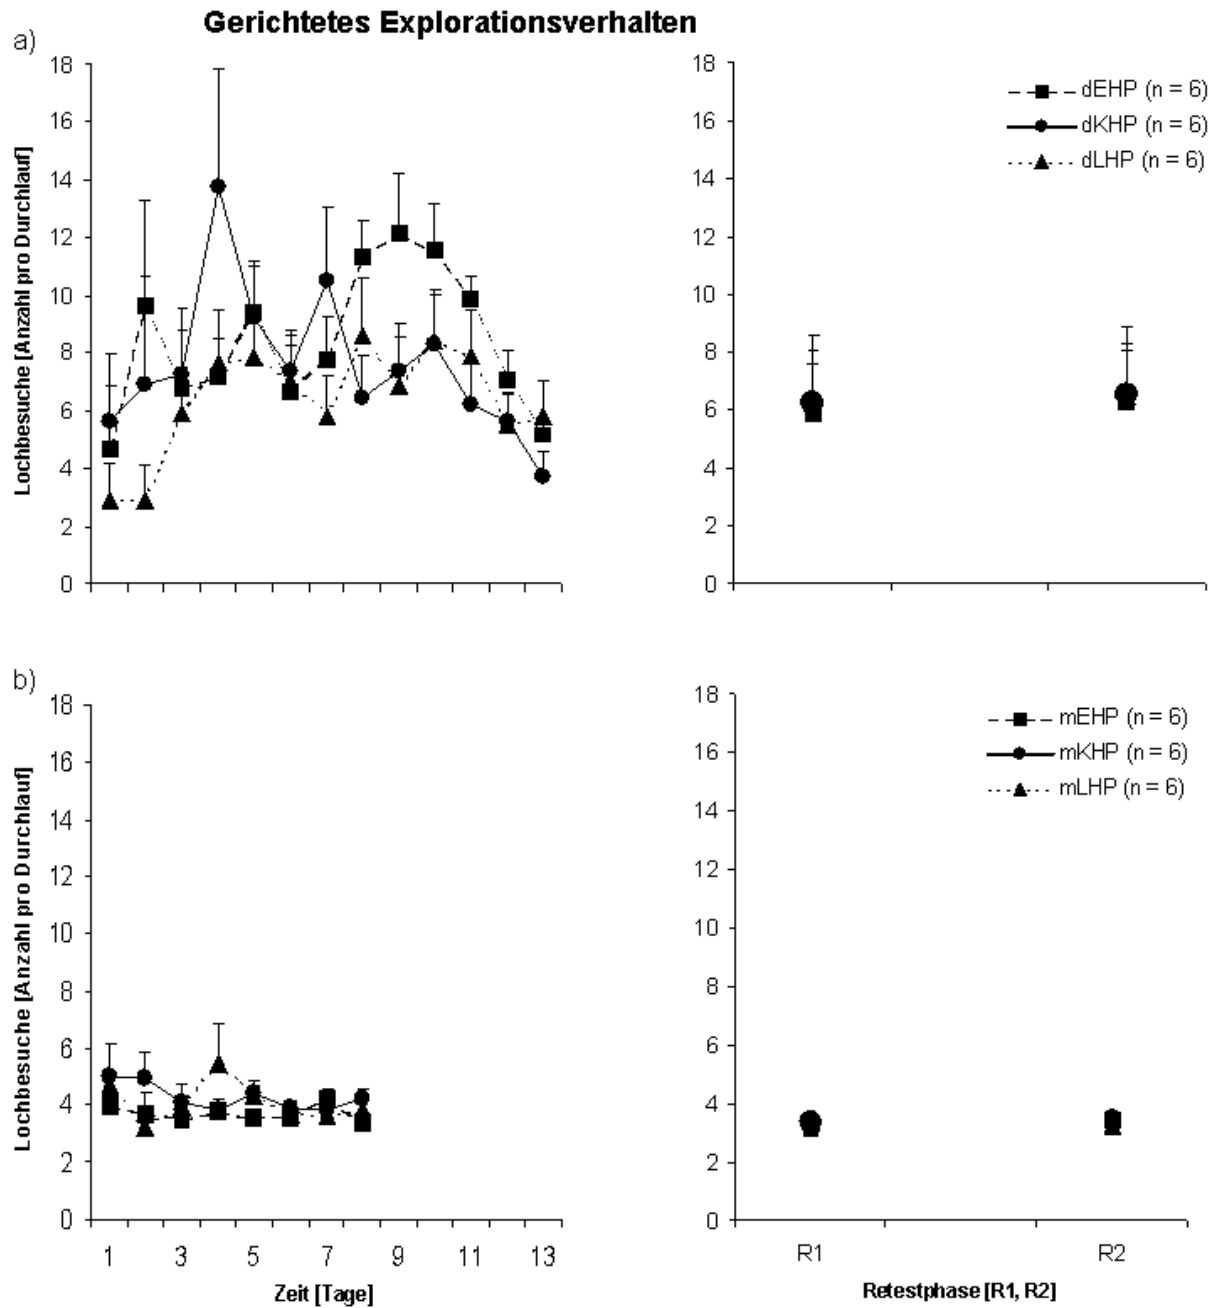 Gerichtetes Explorationsverhalten
a)
Lochbesuche [Anzahl pro Durchlauf]
18
16
14
12
10
8
6
4
2
0
18
16
14
12
10
8
6
4
2
0
dEHP (n = 6)
dKHP (n = 6)
dLHP (n = 6)
b)
Lochbesuche [Anzahl pro Durchlauf]
18
16
14
12
10
8
6
4
2
0
1 3 5 7 9 11 13
Zeit [Tage]
18
16
14
12
10
8
6
4
2
0
mEHP (n = 6)
mKHP (n = 6)
mLHP (n = 6)
R1 R2
Retestphase [R1, R2]